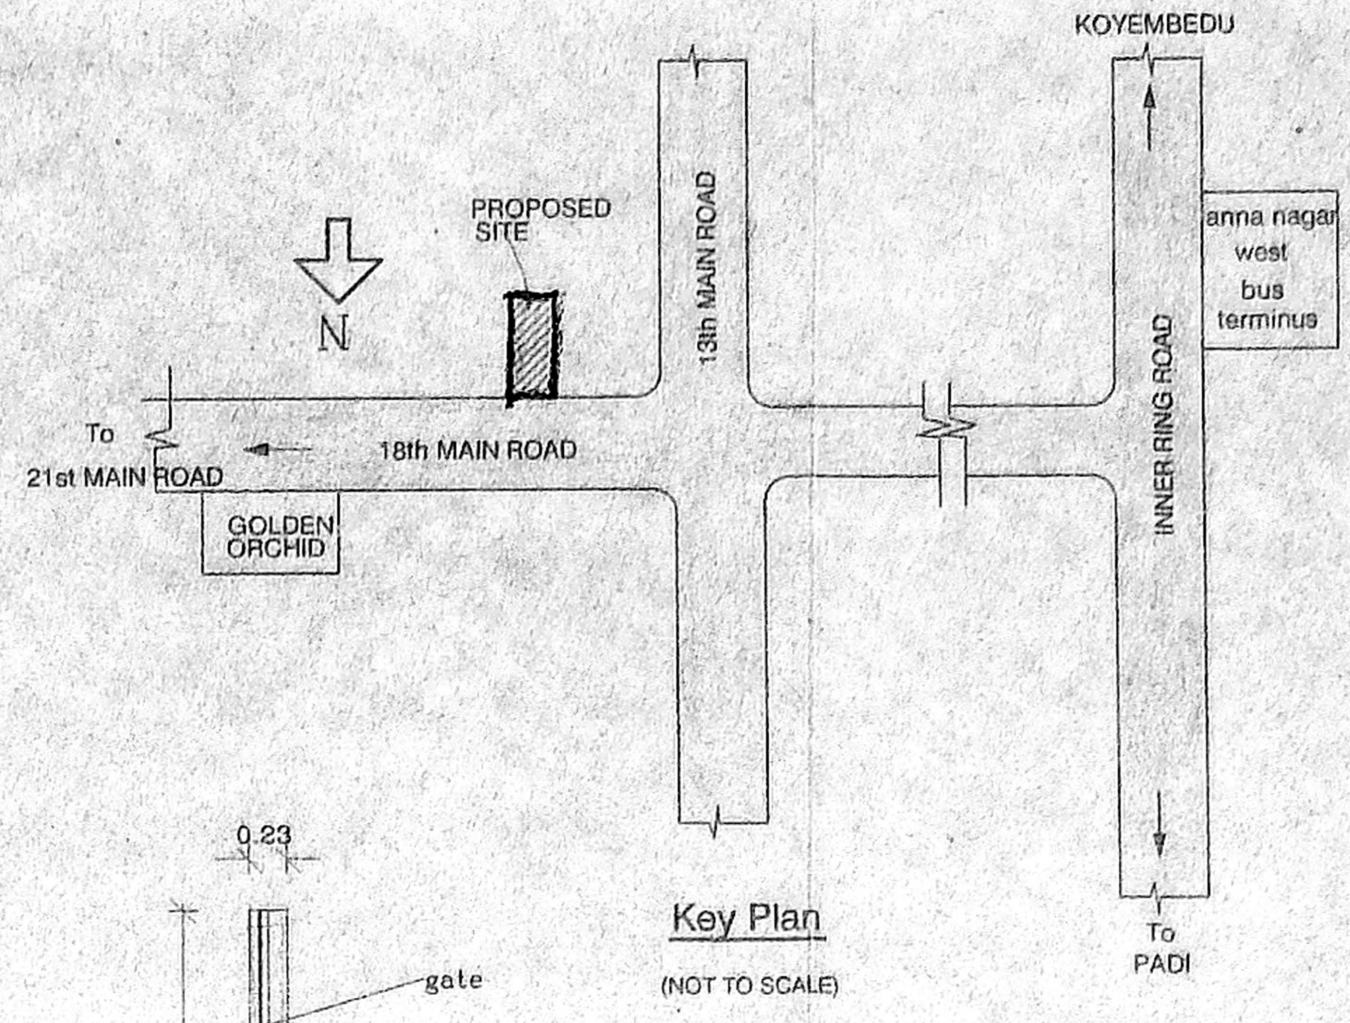 KOYEMBEDU
PROPOSED
SITE
13th MAIN ROAD
anna nagar
west
bus
terminus
N
INNER RING ROAD
To
21st MAIN ROAD
18th MAIN ROAD
GOLDEN
ORCHID
0.23
Key Plan
(NOT TO SCALE)
To
PADI
gate